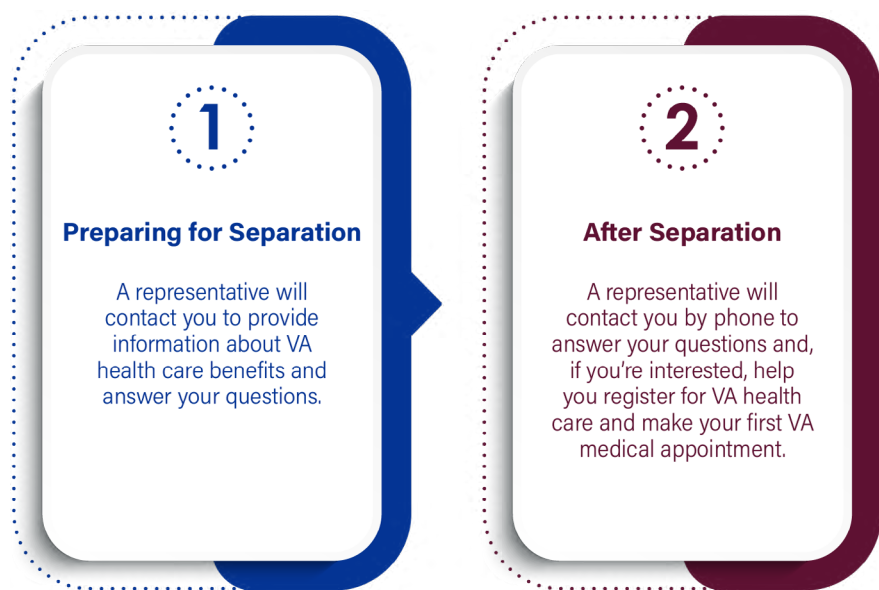 1
Preparing for Separation
A representative will
contact you to provide
information about VA
health care benefits and
answer your questions.
2
After Separation
A representative will
contact you by phone to
answer your questions and,
if you’re interested, help
you register for VA health
care and make your first VA
medical appointment.